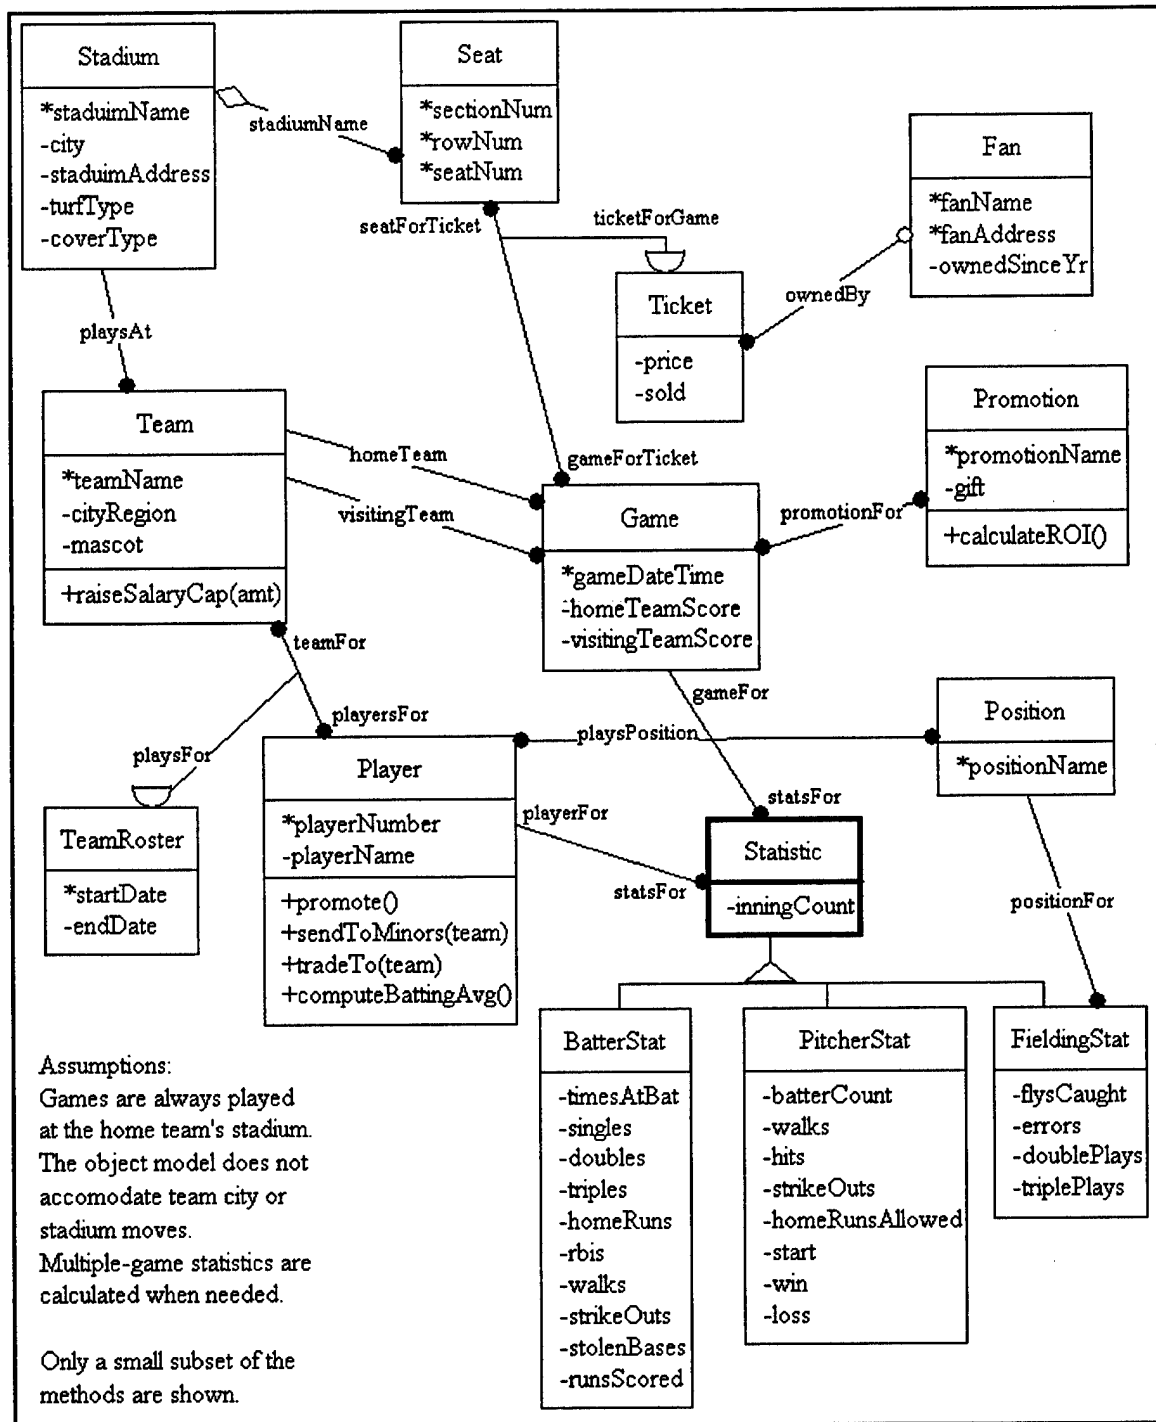 Stadium
*staduimName
-city
-staduimAddress
-turfType
-coverType
stadiumName
Seat
*sectionNum
*rowNum
*seatNum
seatForTicket
ticketForGame
Fan
*fanName
*fanAddress
-ownedSinceYr
ownedBy
Ticket
-price
-sold
playsAt
Team
*teamName
-cityRegion
-mascot
+raiseSalaryCap(amt)
homeTeam
visitingTeam
gameForTicket
Game
*gameDateTime
-homeTeamScore
-visitingTeamScore
promotionFor
Promotion
*promotionName
-gift
+calculateROI()
teamFor
playersFor
playsFor
TeamRoster
*startDate
-endDate
Player
*playerNumber
-playerName
+promote()
+sendToMinors(team)
+tradeTo(team)
+computeBattingAvg()
playsPosition
gameFor
Position
*positionName
playerFor
statsFor
statsFor
Statistic
-inningCount
positionFor
BatterStat
-timesAtBat
-singles
-doubles
-triples
-homeRuns
-rbis
-walks
-strikeOuts
-stolenBases
-runsScored
PitcherStat
-batterCount
-walks
-hits
-strikeOuts
-homeRunsAllowed
-start
-win
-loss
FieldingStat
-flysCaught
-errors
-doublePlays
-triplePlays
Assumptions:
Games are always played
at the home team's stadium.
The object model does not
accomodate team city or
stadium moves.
Multiple-game statistics are
calculated when needed.
Only a small subset of the
methods are shown.